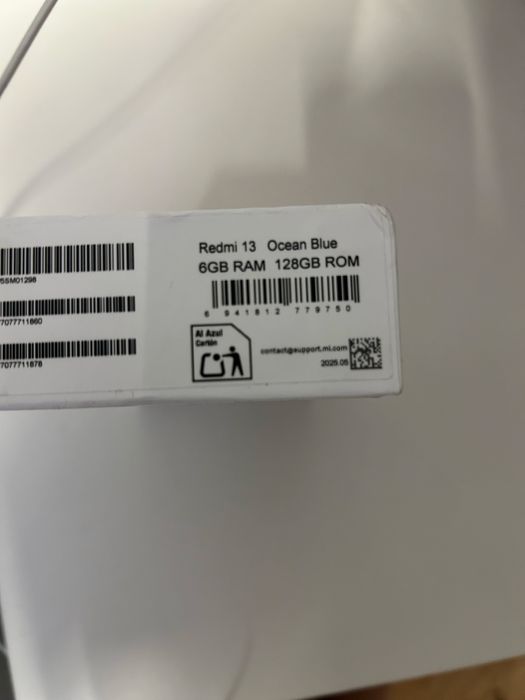 5SM01298
7077711660
7077711678
Redmi 13 Ocean Blue
6GB RAM 128GB ROM
6 941812 779750
Al Azul
Cartón
contact@support.mi.com
2025.05